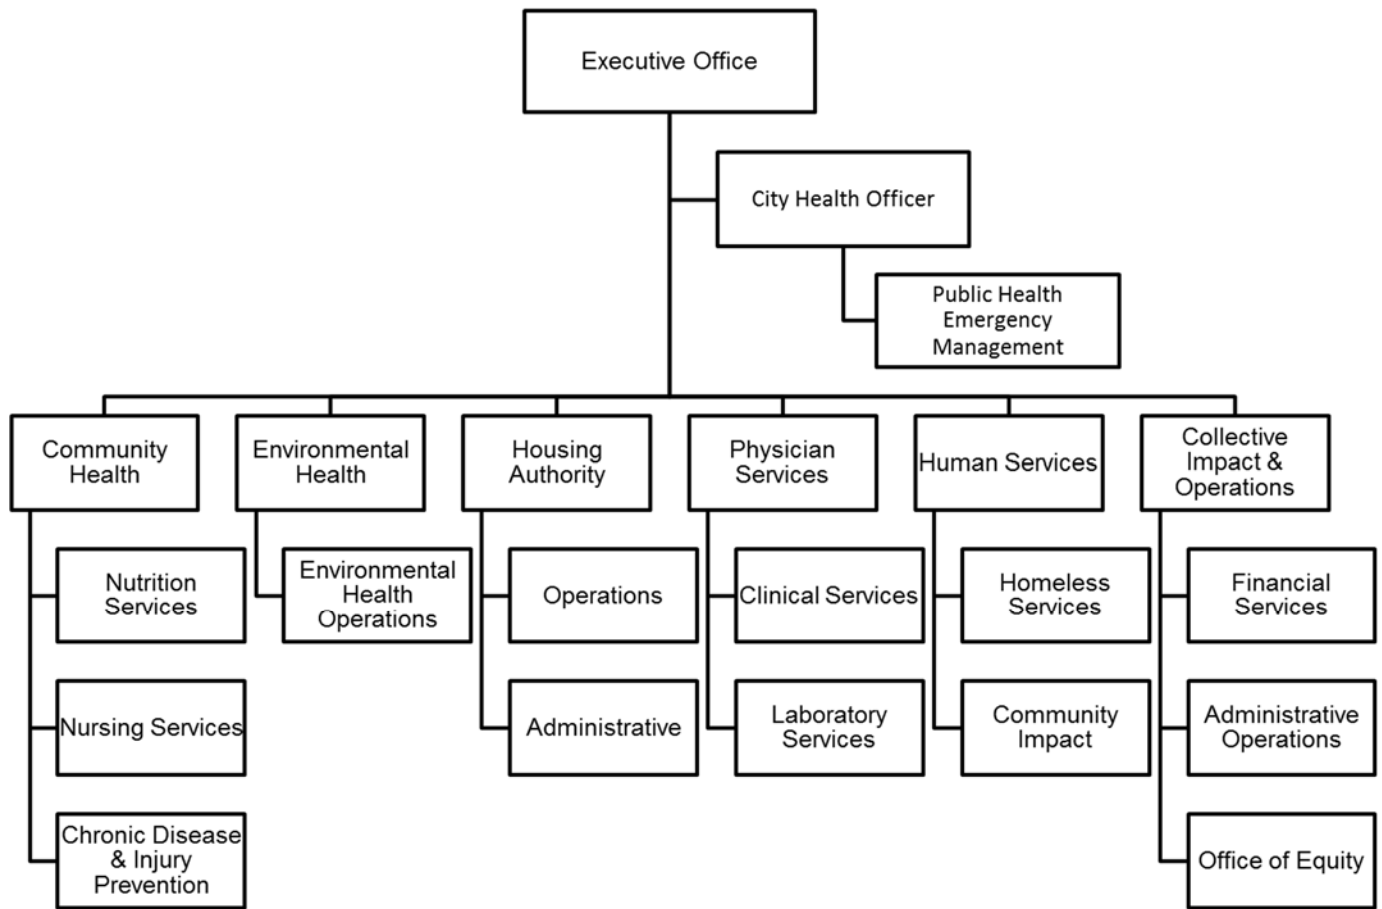 Executive Office
City Health Officer
Public Health
Emergency
Management
Community
Health
Environmental
Health
Housing
Authority
Physician
Services
Human Services
Collective
Impact &
Operations
Nutrition
Services
Environmental
Health
Operations
Operations
Clinical Services
Homeless
Services
Financial
Services
Nursing Services
Administrative
Laboratory
Services
Community
Impact
Administrative
Operations
Chronic Disease
& Injury
Prevention
Office of Equity